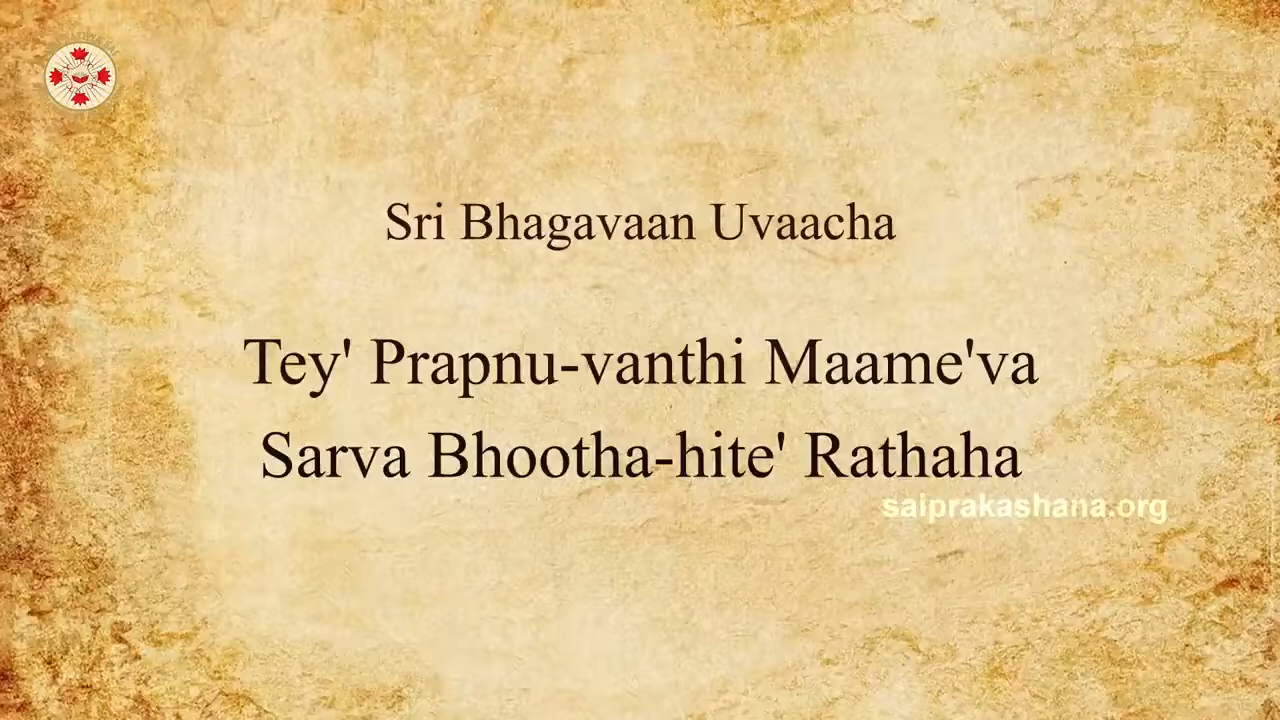 Sri Bhagavaan Uvaacha
Tey' Prapnu-vanthi Maame'va
Sarva Bhootha-hite' Rathaha
saiprakashana.org